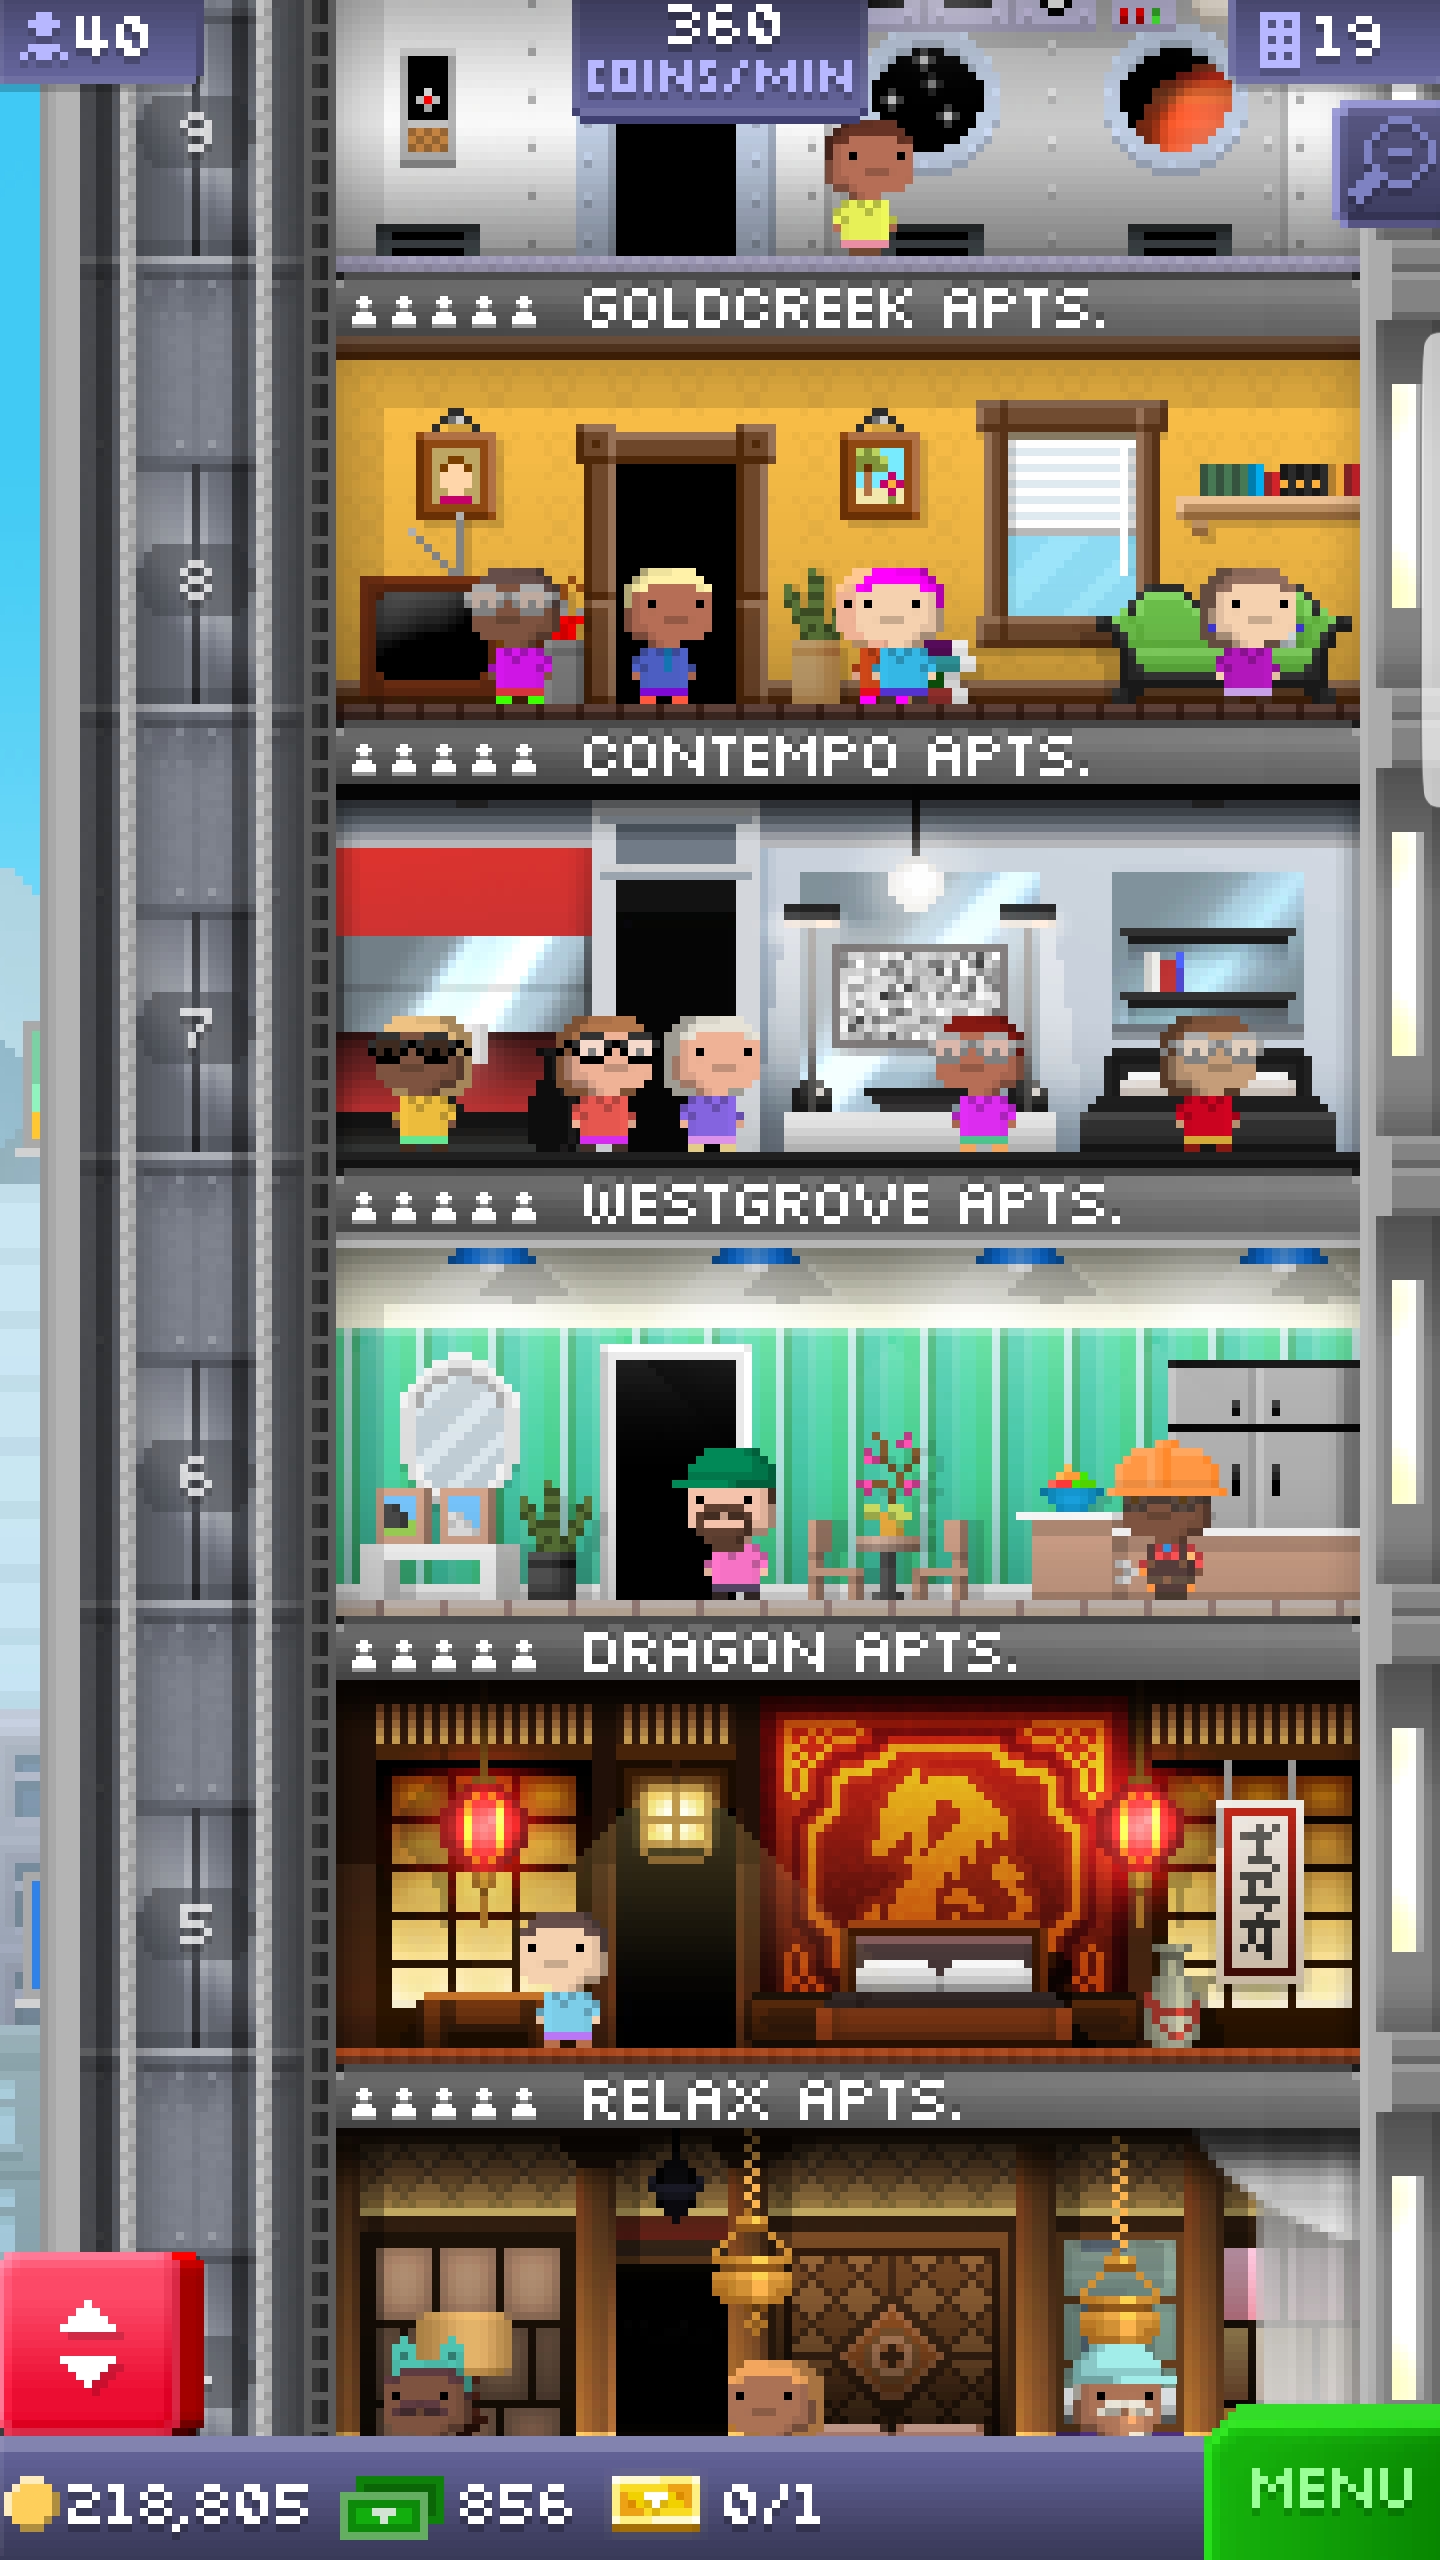 40
360
COINS/MIN
19
9
GOLDCREEK APTS.
8
CONTEMPO APTS.
7
WESTGROVE APTS.
6
DRAGON APTS.
5
RELAX APTS.
218,805
856
0/1
MENU